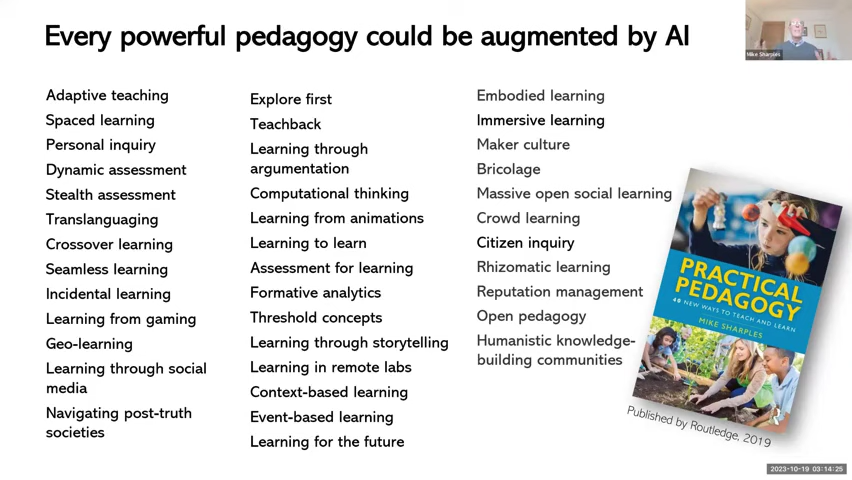 Every powerful pedagogy could be augmented by AI
Mike Sharples
Adaptive teaching
Spaced learning
Personal inquiry
Dynamic assessment
Stealth assessment
Translanguaging
Crossover learning
Seamless learning
Incidental learning
Learning from gaming
Geo-learning
Learning through social
media
Navigating post-truth
societies
Explore first
Teachback
Learning through
argumentation
Computational thinking
Learning from animations
Learning to learn
Assessment for learning
Formative analytics
Threshold concepts
Learning through storytelling
Learning in remote labs
Context-based learning
Event-based learning
Learning for the future
Embodied learning
Immersive learning
Maker culture
Bricolage
Massive open social learning
Crowd learning
Citizen inquiry
Rhizomatic learning
Reputation management
Open pedagogy
Humanistic knowledge-
building communities
PRACTICAL
PEDAGOGY
40 NEW WAYS TO TEACH AND LEARN
MIKE SHARPLES
Published by Routledge, 2019
2023-10-19 03:14:25